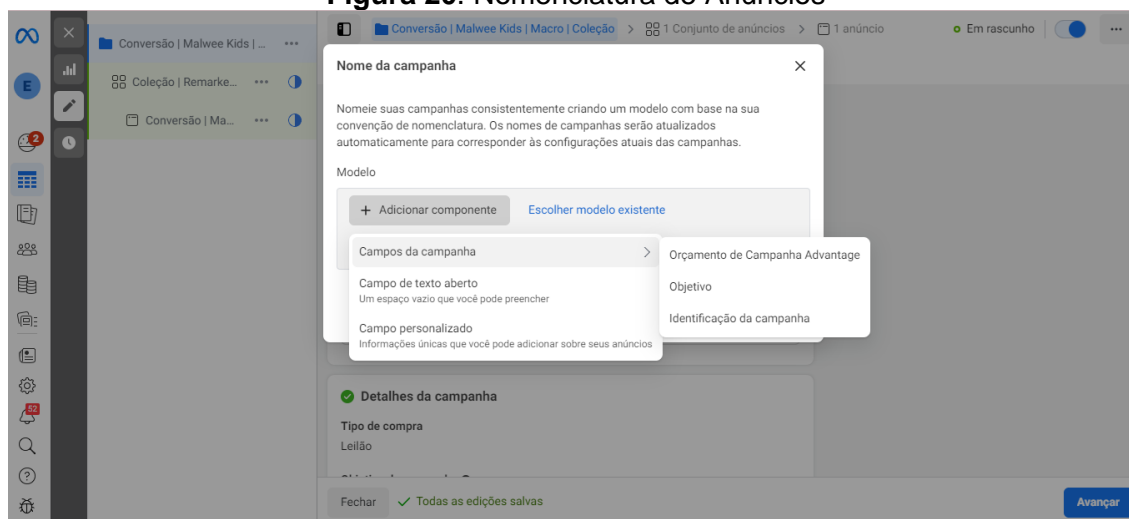 Figura 20. Nomenclatura de Anúncios
Conversão | Malwee Kids | ...
Coleção | Remarke...
Conversão | Ma...
E
2
52
Conversão | Malwee Kids | Macro | Coleção > 1 Conjunto de anúncios > 1 anúncio
Em rascunho
Nome da campanha
Nomeie suas campanhas consistentemente criando um modelo com base na sua
convenção de nomenclatura. Os nomes de campanhas serão atualizados
automaticamente para corresponder às configurações atuais das campanhas.
Modelo
+ Adicionar componente
Escolher modelo existente
Campos da campanha
Campo de texto aberto
Um espaço vazio que você pode preencher
Campo personalizado
Informações únicas que você pode adicionar sobre seus anúncios
Orçamento de Campanha Advantage
Objetivo
Identificação da campanha
Detalhes da campanha
Tipo de compra
Leilão
Fechar
Todas as edições salvas
Avançar